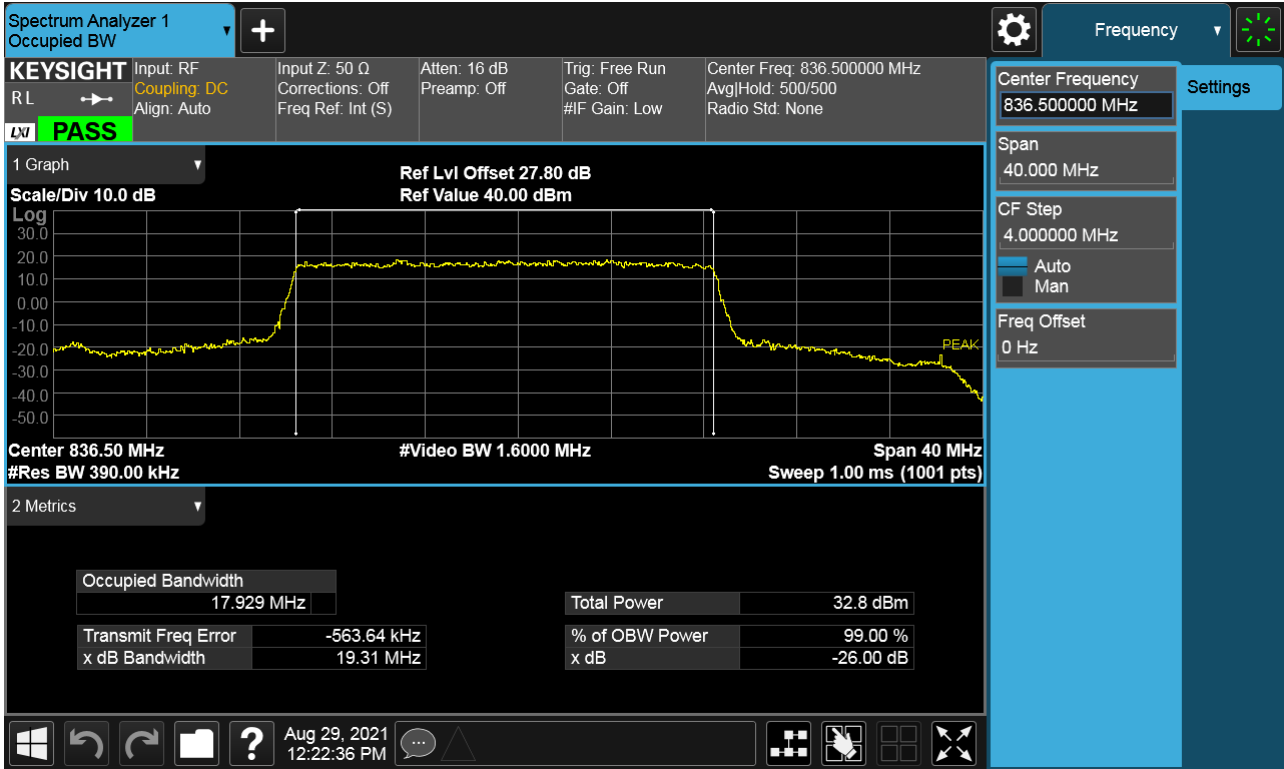 Spectrum Analyzer 1
Occupied BW
+
Frequency
KEYSIGHT
R L
LXI
PASS
Input: RF
Coupling: DC
Align: Auto
Input Z: 50 Ω
Corrections: Off
Freq Ref: Int (S)
Atten: 16 dB
Preamp: Off
Trig: Free Run
Gate: Off
#IF Gain: Low
Center Freq: 836.500000 MHz
Avg|Hold: 500/500
Radio Std: None
Center Frequency
836.500000 MHz
Settings
Span
40.000 MHz
CF Step
4.000000 MHz
Auto
Man
Freq Offset
0 Hz
1 Graph
Scale/Div 10.0 dB
Ref Lvl Offset 27.80 dB
Ref Value 40.00 dBm
Log
30.0
20.0
10.0
0.00
-10.0
-20.0
-30.0
-40.0
-50.0
PEAK
Center 836.50 MHz
#Video BW 1.6000 MHz
Span 40 MHz
#Res BW 390.00 kHz
Sweep 1.00 ms (1001 pts)
2 Metrics
Occupied Bandwidth
17.929 MHz
Total Power 32.8 dBm
Transmit Freq Error -563.64 kHz
% of OBW Power 99.00 %
x dB Bandwidth 19.31 MHz
x dB -26.00 dB
?
Aug 29, 2021
12:22:36 PM